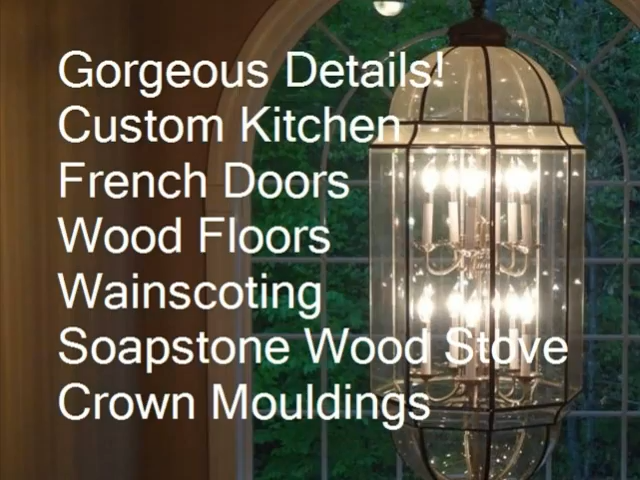 Gorgeous Details!
Custom Kitchen
French Doors
Wood Floors
Wainscoting
Soapstone Wood Stove
Crown Mouldings